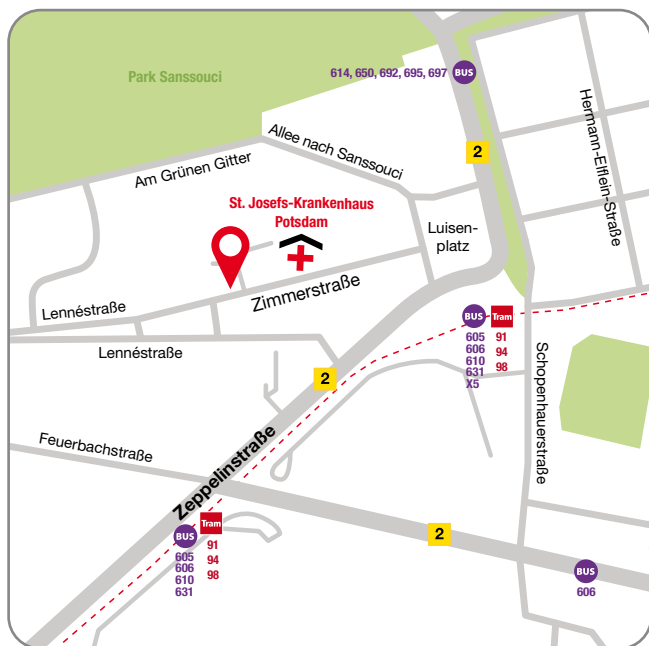 Park Sanssouci
614, 650, 692, 695, 697
BUS
Hermann-Elflein-Straße
Allee nach Sanssouci
2
Am Grünen Gitter
St. Josefs-Krankenhaus
Potsdam
Luisen-
platz
Zimmerstraße
Lennéstraße
BUS
Tram
605
606
610
631
X5
91
94
98
Lennéstraße
Schopenhauerstraße
2
Feuerbachstraße
Zeppelinstraße
BUS
Tram
605
606
610
631
91
94
98
2
BUS
606